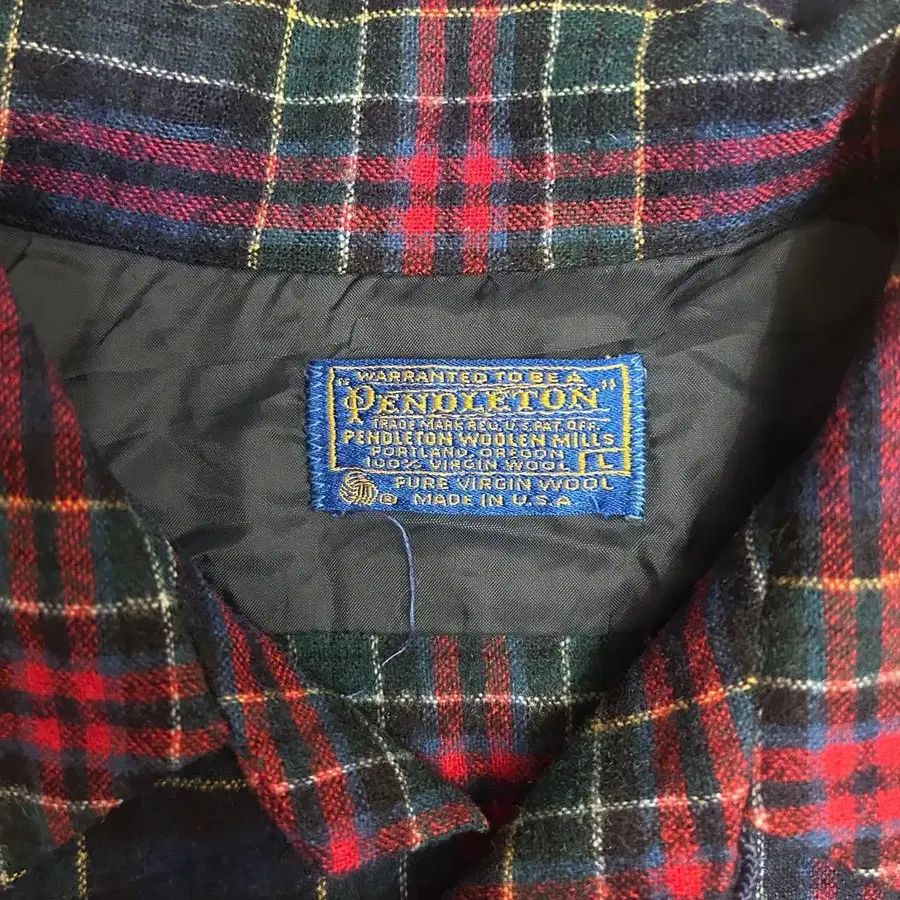 WARRANTED TO BE A
"PENDLETON"
TRADE MARK REG. U.S. PAT. OFF.
PENDLETON WOOLEN MILLS
PORTLAND, OREGON
100% VIRGIN WOOL L
PURE VIRGIN WOOL
® MADE IN U.S.A